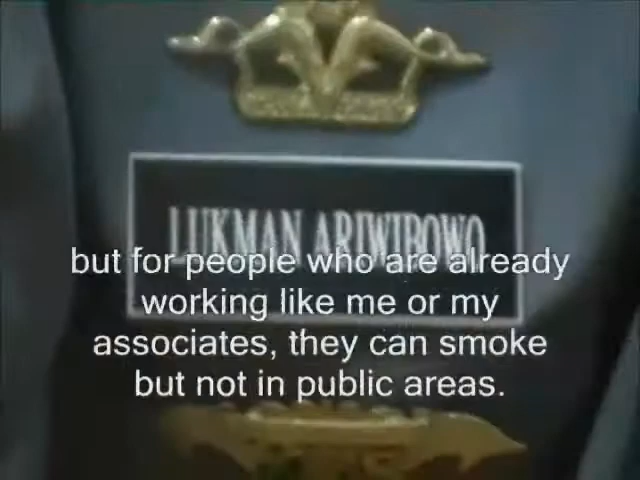 LUKMAN ARIWIBOWO
but for people who are already
working like me or my
associates, they can smoke
but not in public areas.